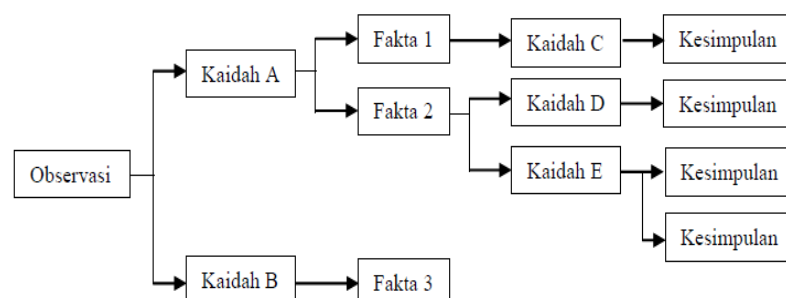 Fakta 1
Kaidah C
Kesimpulan
Kaidah A
Fakta 2
Kaidah D
Kesimpulan
Observasi
Kaidah E
Kesimpulan
Kesimpulan
Kaidah B
Fakta 3